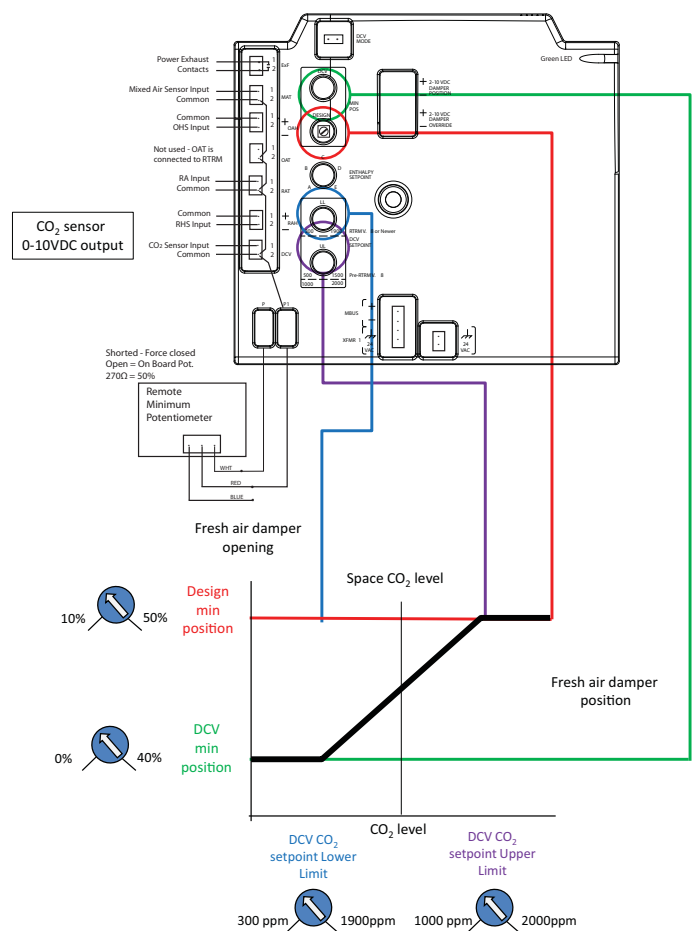 DCV
MODE
Green LED
Power Exhaust
Contacts
1
2
ExF
DCV
MIN
POS
2-10 VDC
DAMPER
POSITION
+
−
Mixed Air Sensor Input
Common
1
2
MAT
DESIGN
2-10 VDC
DAMPER
OVERRIDE
+
−
Common
OHS Input
1
2
+
−
OAH
Not used - OAT is
connected to RTRM
1
2
OAT
B
C
D
A
E
ENTHALPY
SETPOINT
RA Input
Common
1
2
RAT
CO2 sensor
0-10VDC output
Common
RHS Input
1
2
+
−
RAH
LL
RTRM V. 8 or Newer
DCV
SETPOINT
CO2 Sensor Input
Common
1
2
DCV
UL
500
1500
Pre-RTRM V. 8
1000
2000
P
P1
MBUS
+
−
XFMR 1
24
VAC
24
VAC
Shorted - Force closed
Open = On Board Pot.
270Ω = 50%
Remote
Minimum
Potentiometer
WHT
RED
BLUE
Fresh air damper
opening
Space CO2 level
Design
min
position
10%
50%
Fresh air damper
position
DCV
min
position
0%
40%
CO2 level
DCV CO2
setpoint Lower
Limit
DCV CO2
setpoint Upper
Limit
300 ppm
1900ppm
1000 ppm
2000ppm